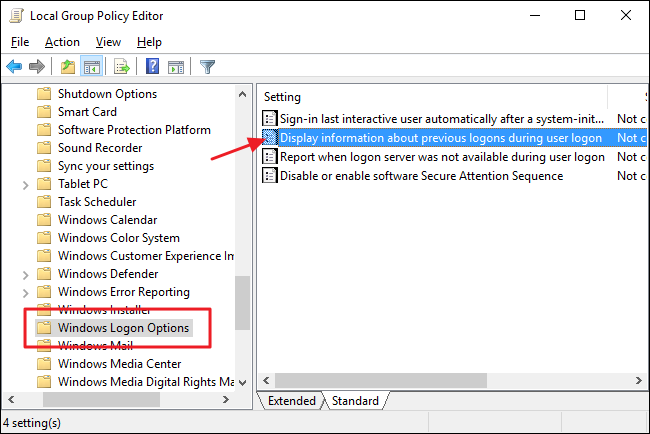 Local Group Policy Editor
File Action View Help
Shutdown Options
Smart Card
Software Protection Platform
Sound Recorder
Sync your settings
Tablet PC
Task Scheduler
Windows Calendar
Windows Color System
Windows Customer Experience Im
Windows Defender
Windows Error Reporting
Windows Installer
Windows Logon Options
Windows Mail
Windows Media Center
Windows Media Digital Rights Ma
Setting S
Sign-in last interactive user automatically after a system-init... Not c
Display information about previous logons during user logon Not c
Report when logon server was not available during user logon Not c
Disable or enable software Secure Attention Sequence Not c
Extended Standard
4 setting(s)